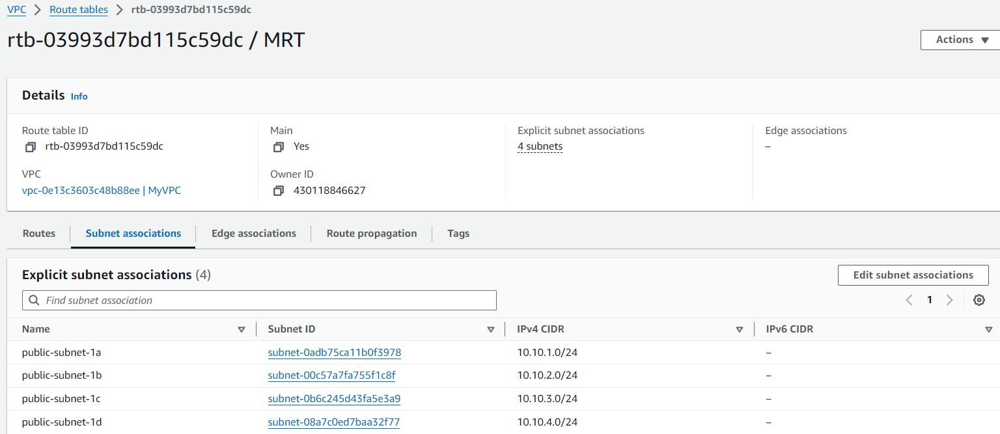 VPC > Route tables > rtb-03993d7bd115c59dc
rtb-03993d7bd115c59dc / MRT
Actions
Details Info
Route table ID
rtb-03993d7bd115c59dc
Main
Yes
Explicit subnet associations
4 subnets
Edge associations
–
VPC
vpc-0e13c3603c48b88ee | MyVPC
Owner ID
430118846627
Routes Subnet associations Edge associations Route propagation Tags
Explicit subnet associations (4)
Edit subnet associations
Find subnet association
1
Name Subnet ID IPv4 CIDR IPv6 CIDR
public-subnet-1a subnet-0adb75ca11b0f3978 10.10.1.0/24 –
public-subnet-1b subnet-00c57a7fa755f1c8f 10.10.2.0/24 –
public-subnet-1c subnet-0b6c245d43fa5e3a9 10.10.3.0/24 –
public-subnet-1d subnet-08a7c0ed7baa32f77 10.10.4.0/24 –